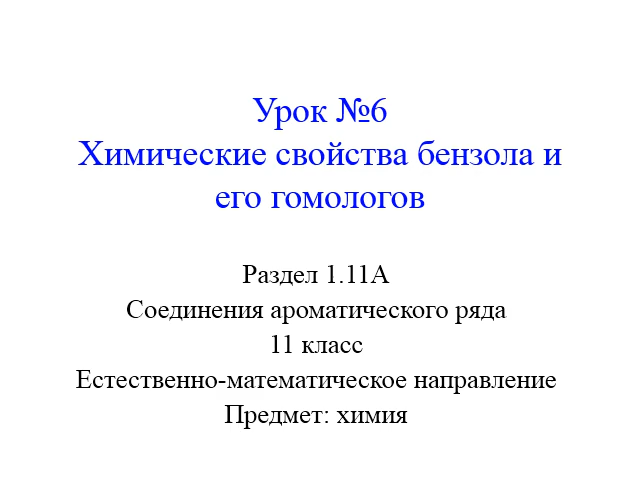 Урок №6
Химические свойства бензола и
его гомологов
Раздел 1.11А
Соединения ароматического ряда
11 класс
Естественно-математическое направление
Предмет: химия